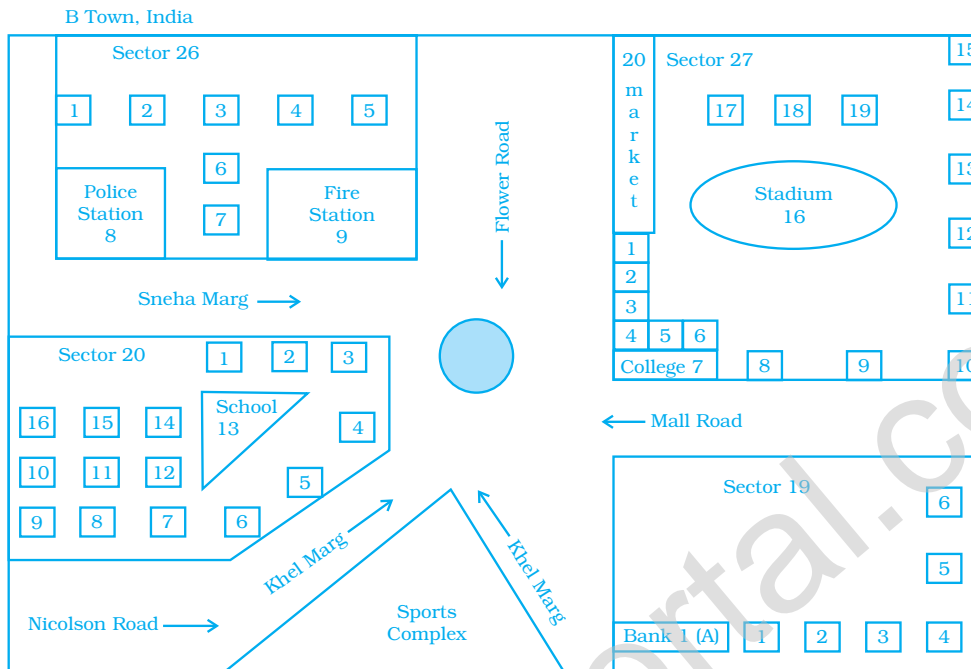 B Town, India
Sector 26
1 2 3 4 5
6
7
Police
Station
8
Fire
Station
9
Flower Road
20
m
a
r
k
e
t
Sector 27
17 18 19
15
14
13
12
11
10
Stadium
16
1
2
3
4 5 6
College 7
8 9
Sneha Marg
Sector 20
1 2 3
School
13
4
16 15 14
10 11 12
5
9 8 7 6
Mall Road
Khel Marg
Khel Marg
Nicolson Road
Sports
Complex
Sector 19
6
5
Bank 1 (A) 1 2 3 4